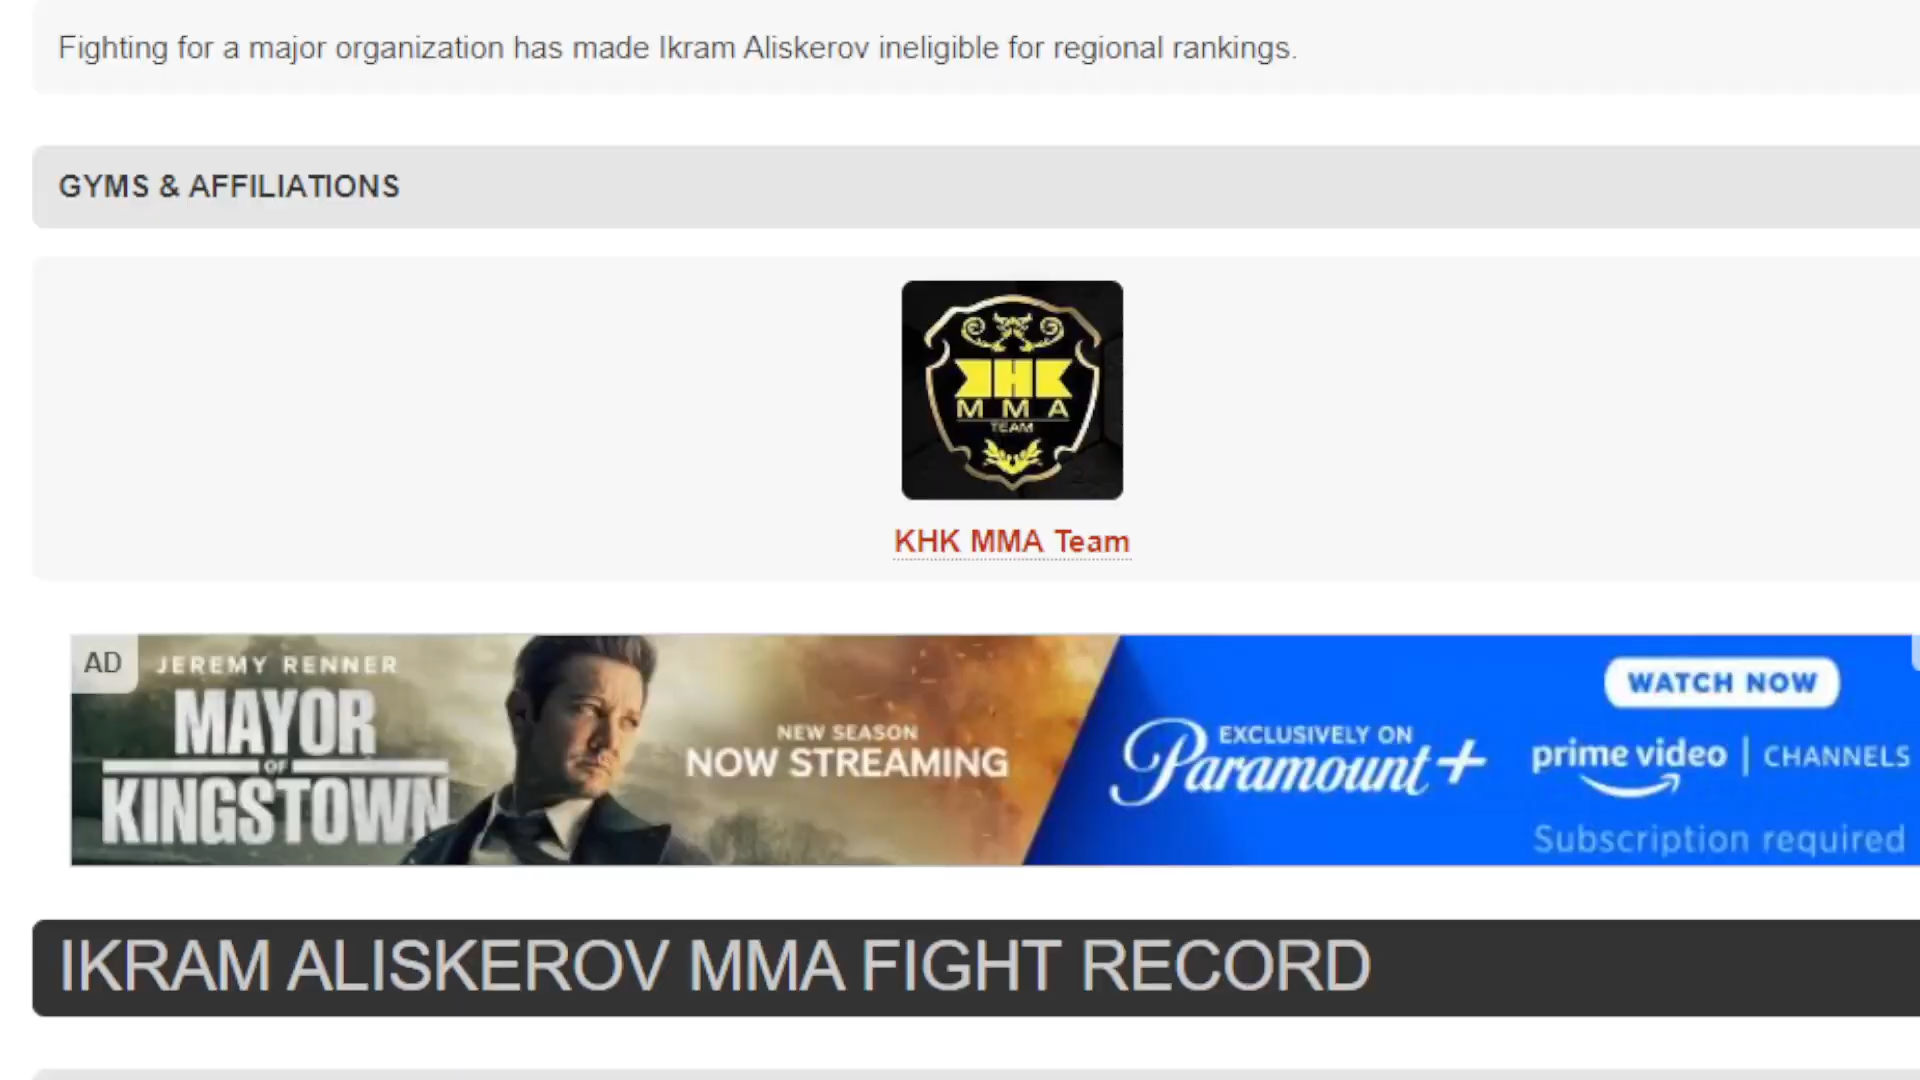 Fighting for a major organization has made Ikram Aliskerov ineligible for regional rankings.
GYMS & AFFILIATIONS
KHK
MMA
TEAM
KHK MMA Team
AD
JEREMY RENNER
MAYOR
OF
KINGSTOWN
NEW SEASON
NOW STREAMING
EXCLUSIVELY ON
Paramount+
WATCH NOW
prime video | CHANNELS
Subscription required
IKRAM ALISKEROV MMA FIGHT RECORD